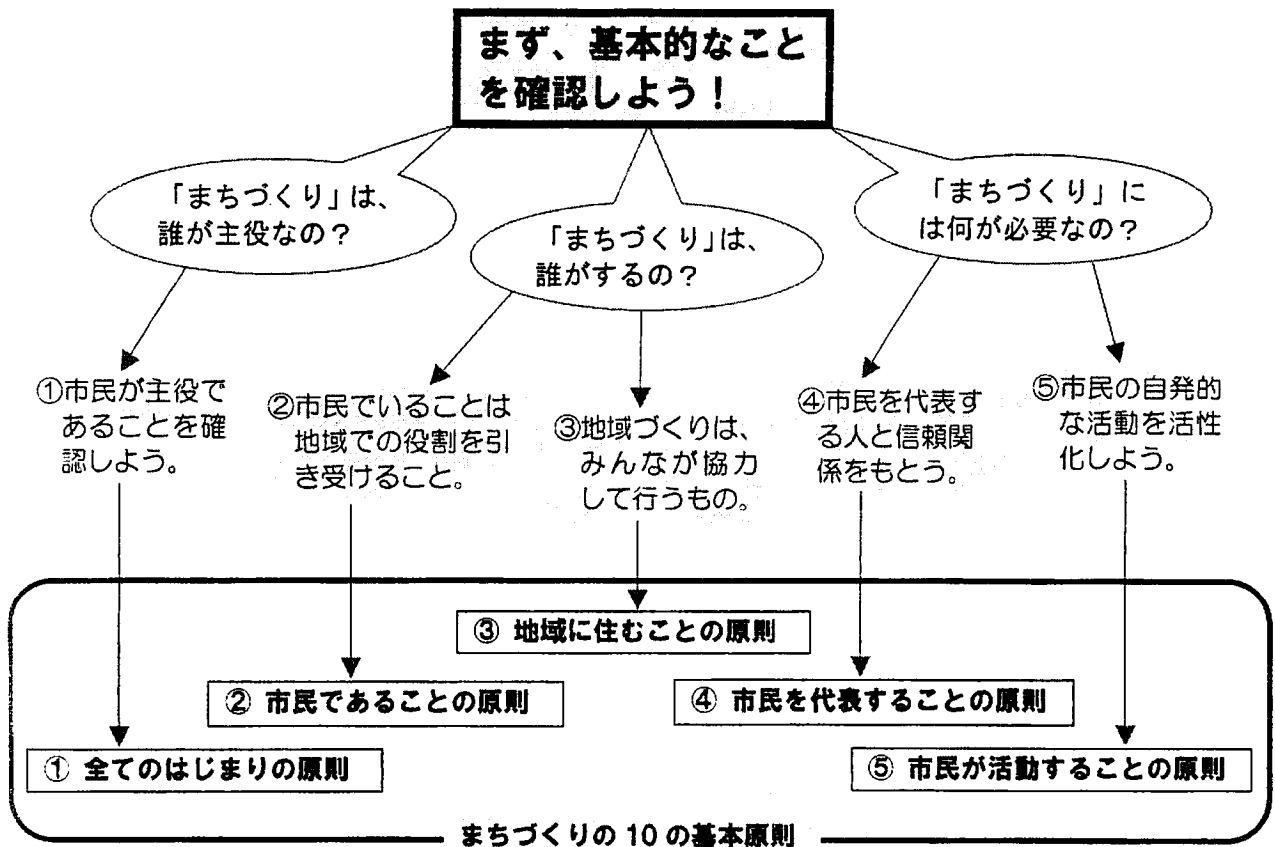 まず、基本的なこと
を確認しよう！
「まちづくり」は、
誰が主役なの？
「まちづくり」は、
誰がするの？
「まちづくり」に
は何が必要なの？
①市民が主役で
あることを確
認しよう。
②市民でいることは
地域での役割を引
き受けること。
③地域づくりは、
みんなが協力
して行うもの。
④市民を代表す
る人と信頼関
係をもとう。
⑤市民の自発的
な活動を活性
化しよう。
③ 地域に住むことの原則
② 市民であることの原則
④ 市民を代表することの原則
① 全てのはじまりの原則
⑤ 市民が活動することの原則
まちづくりの 10 の基本原則